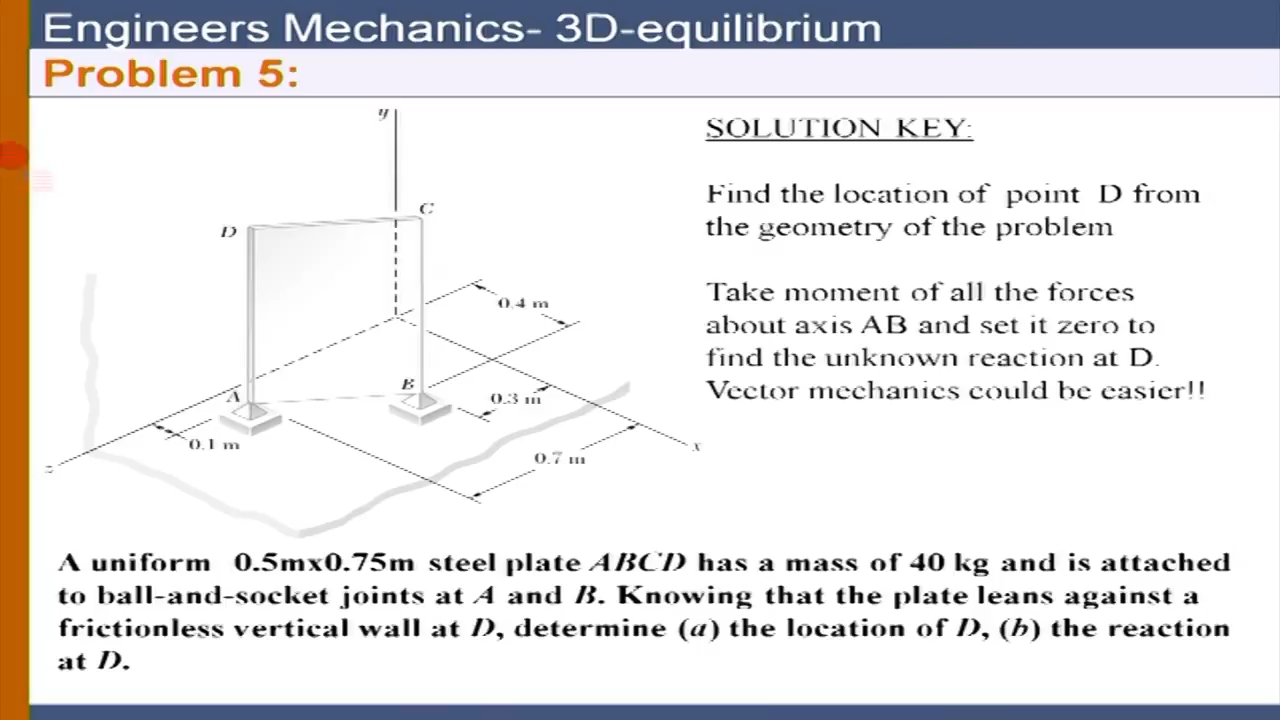 Engineers Mechanics- 3D-equilibrium
Problem 5:
SOLUTION KEY:
Find the location of point D from
the geometry of the problem
Take moment of all the forces
about axis AB and set it zero to
find the unknown reaction at D.
Vector mechanics could be easier!!
y
C
D
0.4 m
B
A
0.3 m
0.1 m
x
0.7 m
z
A uniform 0.5mx0.75m steel plate ABCD has a mass of 40 kg and is attached
to ball-and-socket joints at A and B. Knowing that the plate leans against a
frictionless vertical wall at D, determine (a) the location of D, (b) the reaction
at D.